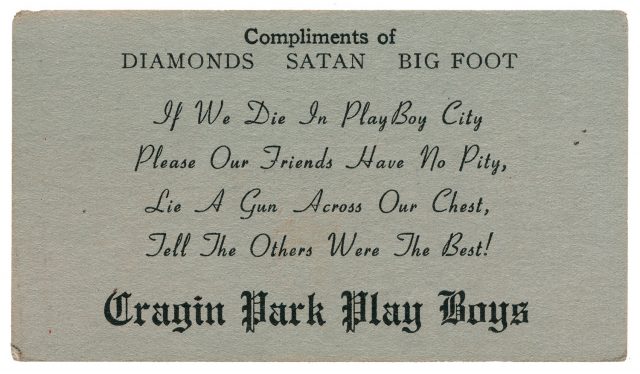 Compliments of
DIAMONDS SATAN BIG FOOT
If We Die In PlayBoy City
Please Our Friends Have No Pity,
Lie A Gun Across Our Chest,
Tell The Others Were The Best!
Cragin Park Play Boys